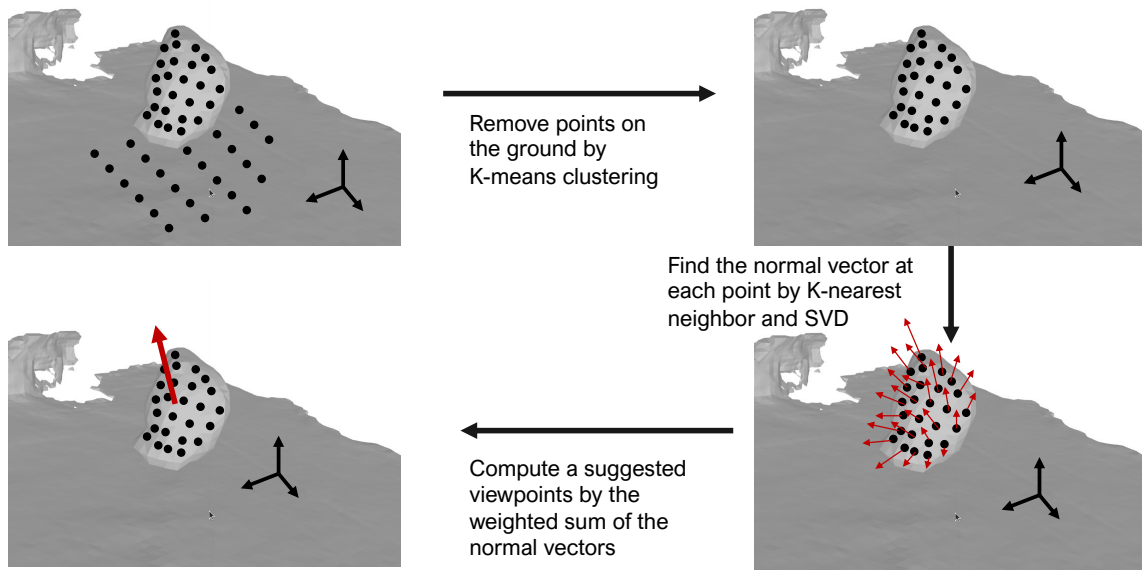 Remove points on
the ground by
K-means clustering
Find the normal vector at
each point by K-nearest
neighbor and SVD
Compute a suggested
viewpoints by the
weighted sum of the
normal vectors